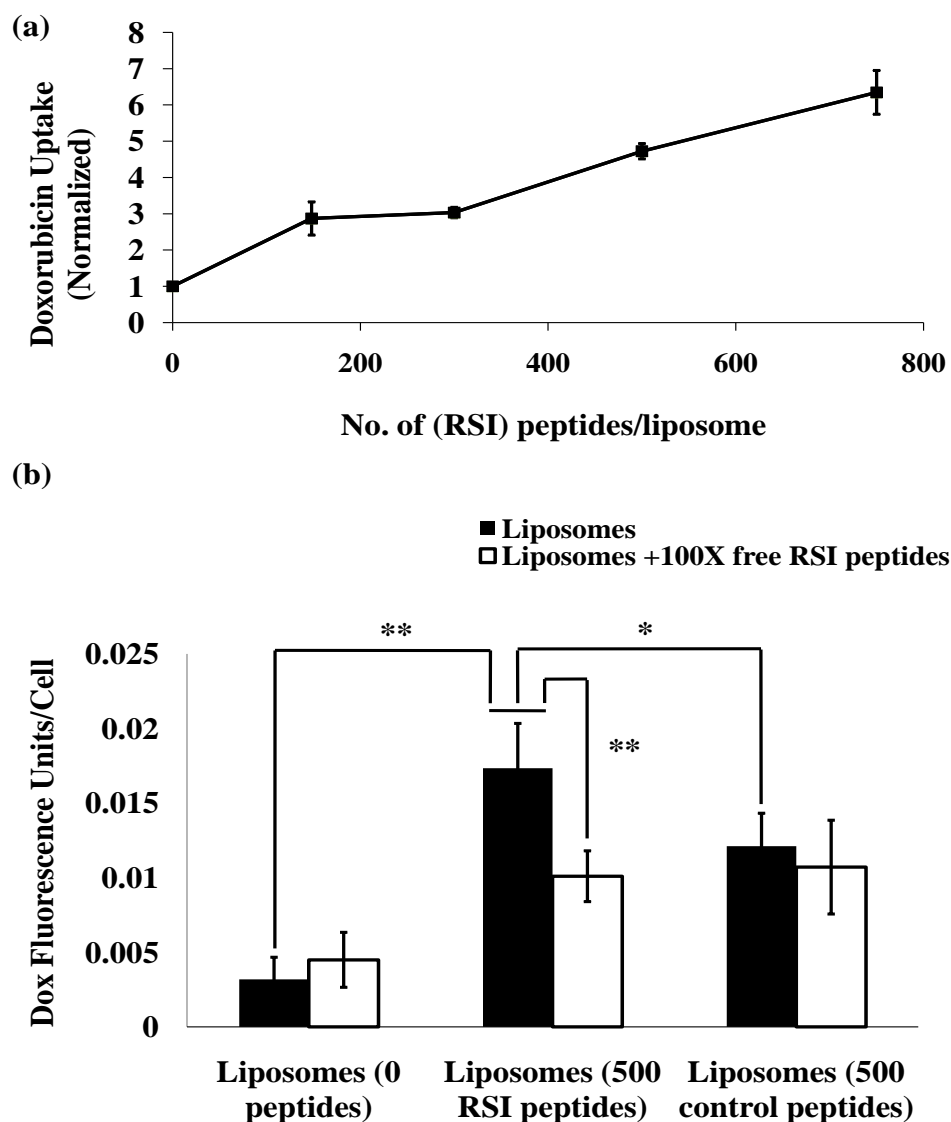 (a)
Doxorubicin Uptake
(Normalized)
8
7
6
5
4
3
2
1
0
0 200 400 600 800
No. of (RSI) peptides/liposome
(b)
Liposomes
Liposomes +100X free RSI peptides
Dox Fluorescence Units/Cell
** *
0.025
0.02
**
0.015
0.01
0.005
0
Liposomes (0 Liposomes (500 Liposomes (500
peptides) RSI peptides) control peptides)